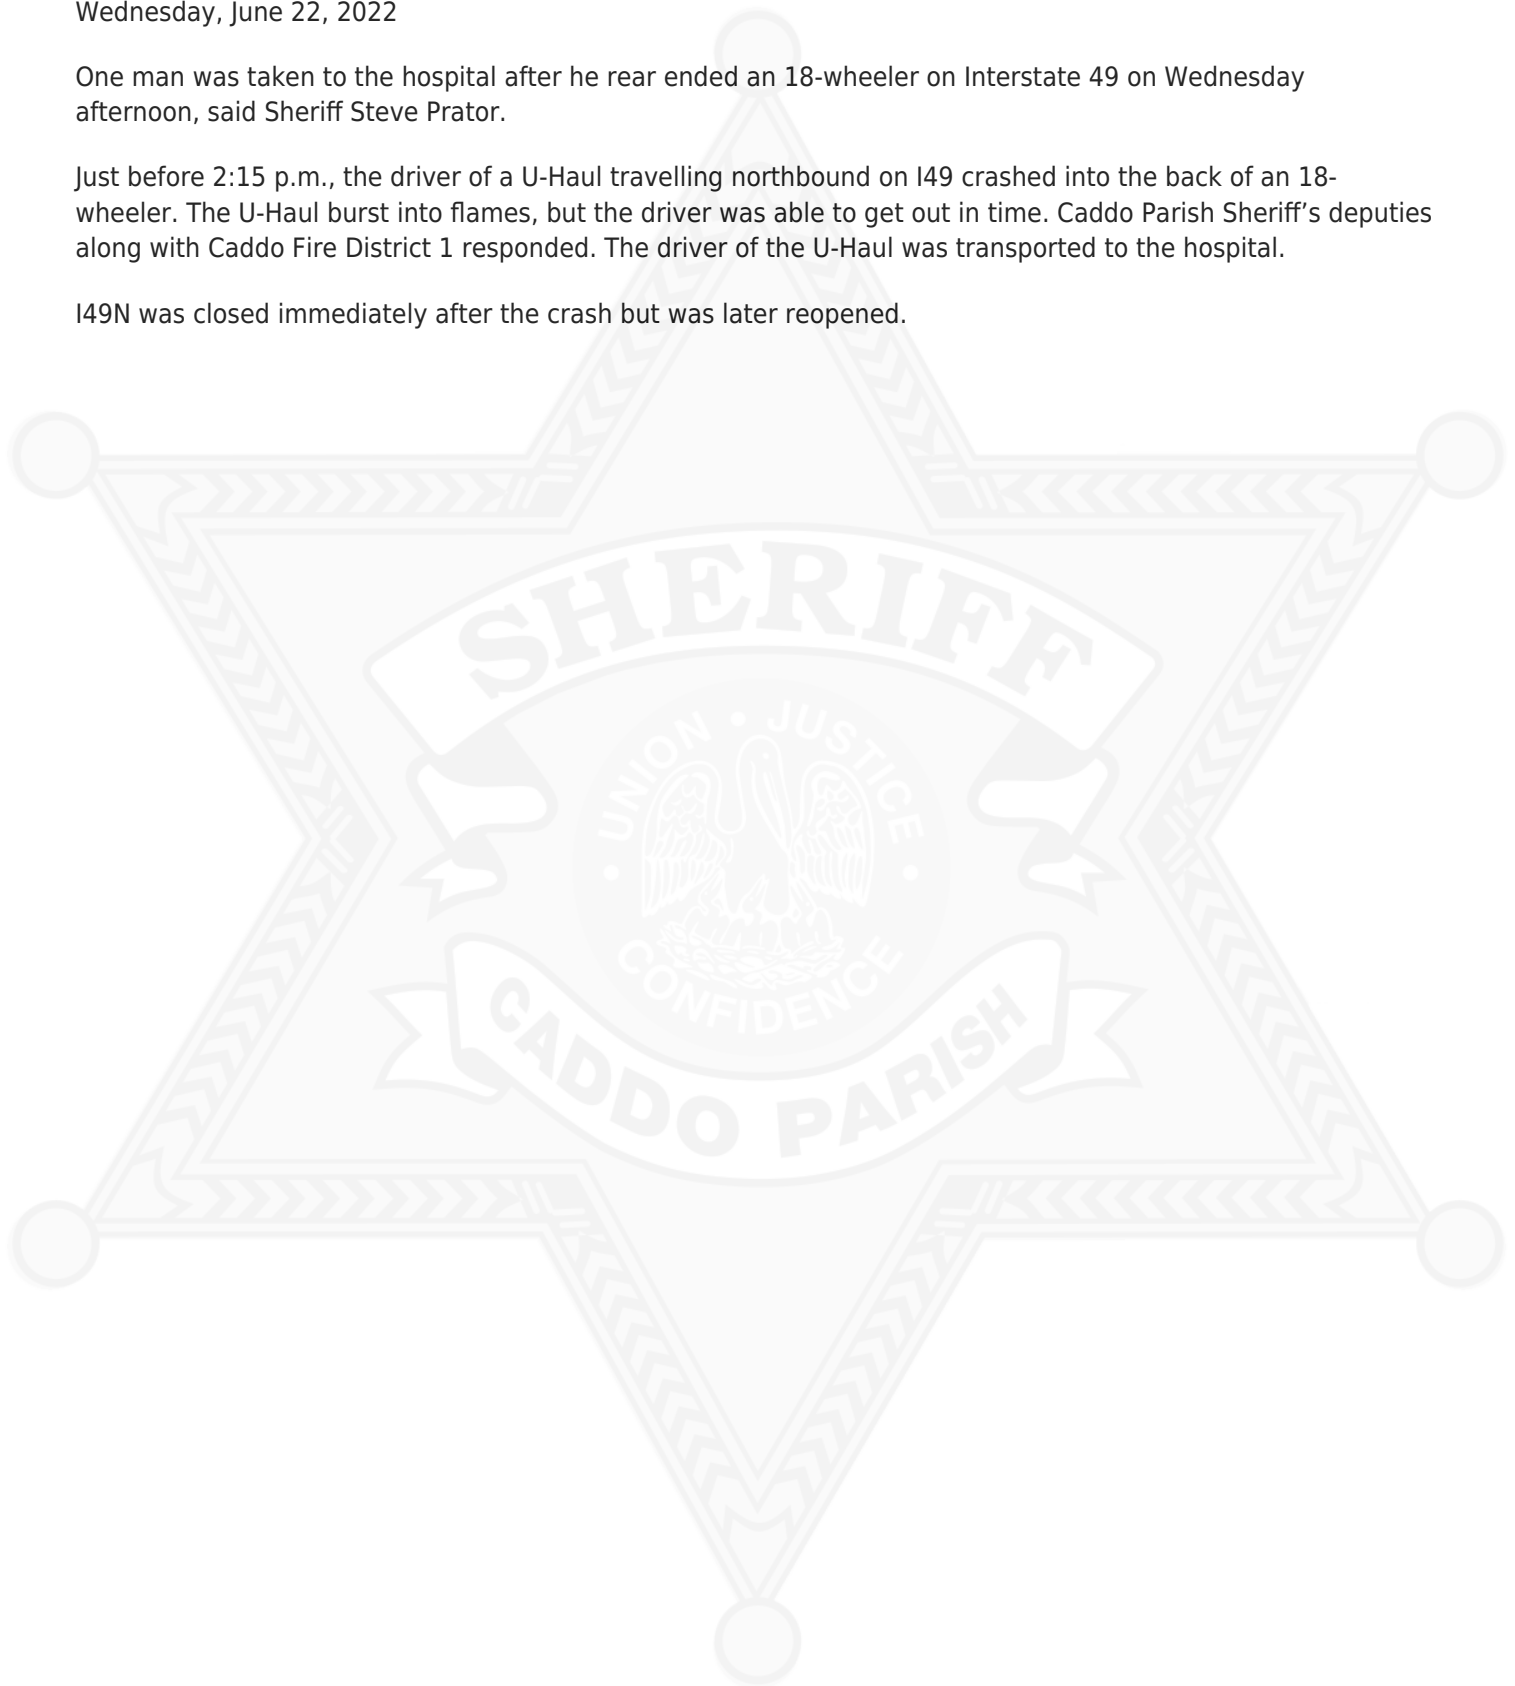 Wednesday, June 22, 2022
One man was taken to the hospital after he rear ended an 18-wheeler on Interstate 49 on Wednesday
afternoon, said Sheriff Steve Prator.
Just before 2:15 p.m., the driver of a U-Haul travelling northbound on I49 crashed into the back of an 18-
wheeler. The U-Haul burst into flames, but the driver was able to get out in time. Caddo Parish Sheriff’s deputies
along with Caddo Fire District 1 responded. The driver of the U-Haul was transported to the hospital.
I49N was closed immediately after the crash but was later reopened.
SHERIFF
UNION • JUSTICE
• CONFIDENCE •
CADDO PARISH